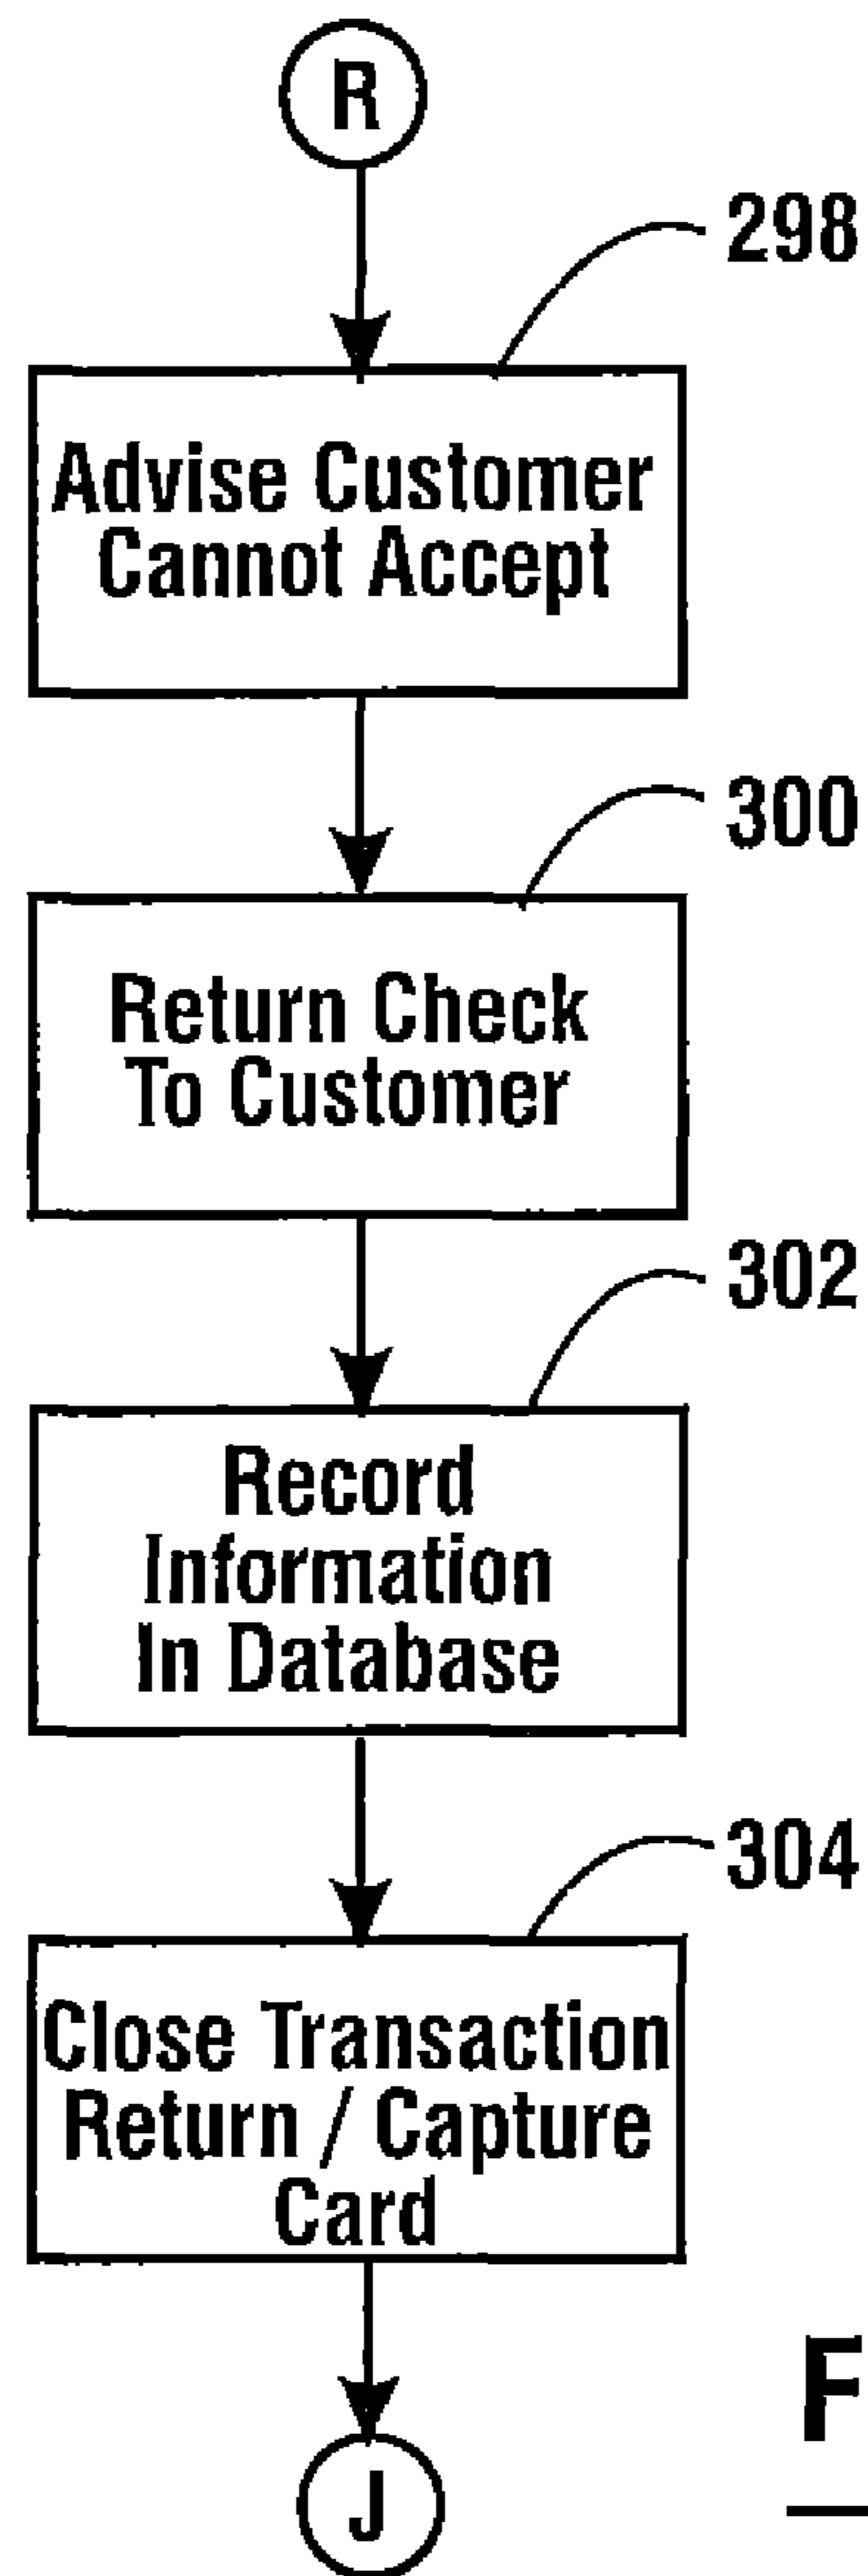 R
298
Advise Customer
Cannot Accept
300
Return Check
To Customer
302
Record
Information
In Database
304
Close Transaction
Return / Capture
Card
F
J